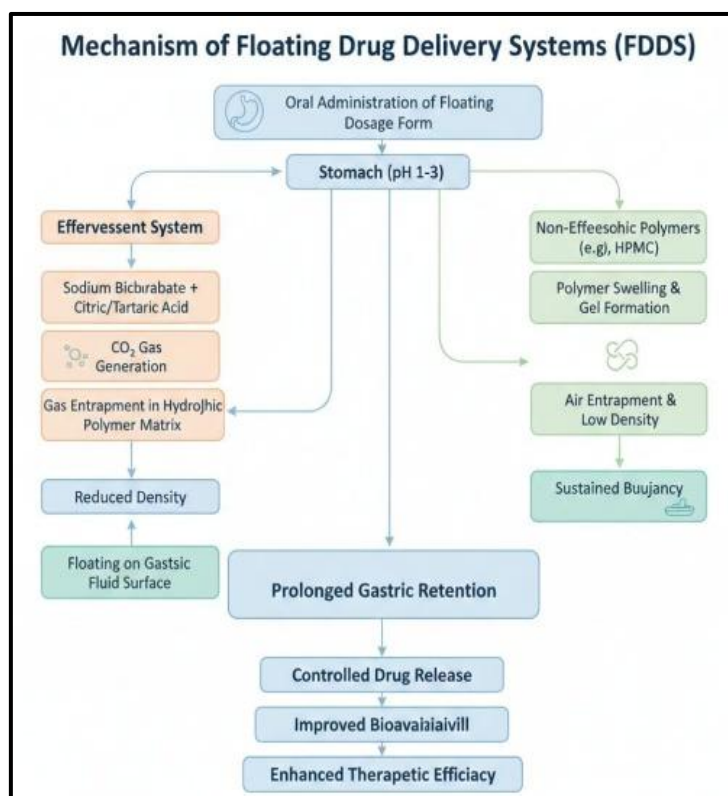 Mechanism of Floating Drug Delivery Systems (FDDS)
Oral Administration of Floating
Dosage Form
Stomach (pH 1-3)
Effervessent System
Sodium Bicbırabate +
Citric/Tartaric Acid
CO₂ Gas
Generation
Gas Entrapment in Hydroʝhic
Polymer Matrix
Reduced Density
Floating on Gastsic
Fluid Surface
Non-Effeesohic Polymers
(e.g), HPMC)
Polymer Swelling &
Gel Formation
Air Entrapment &
Low Density
Sustained Buujancy
Prolonged Gastric Retention
Controlled Drug Release
Improved Bioavaiıaivill
Enhanced Therapetic Efficiacy